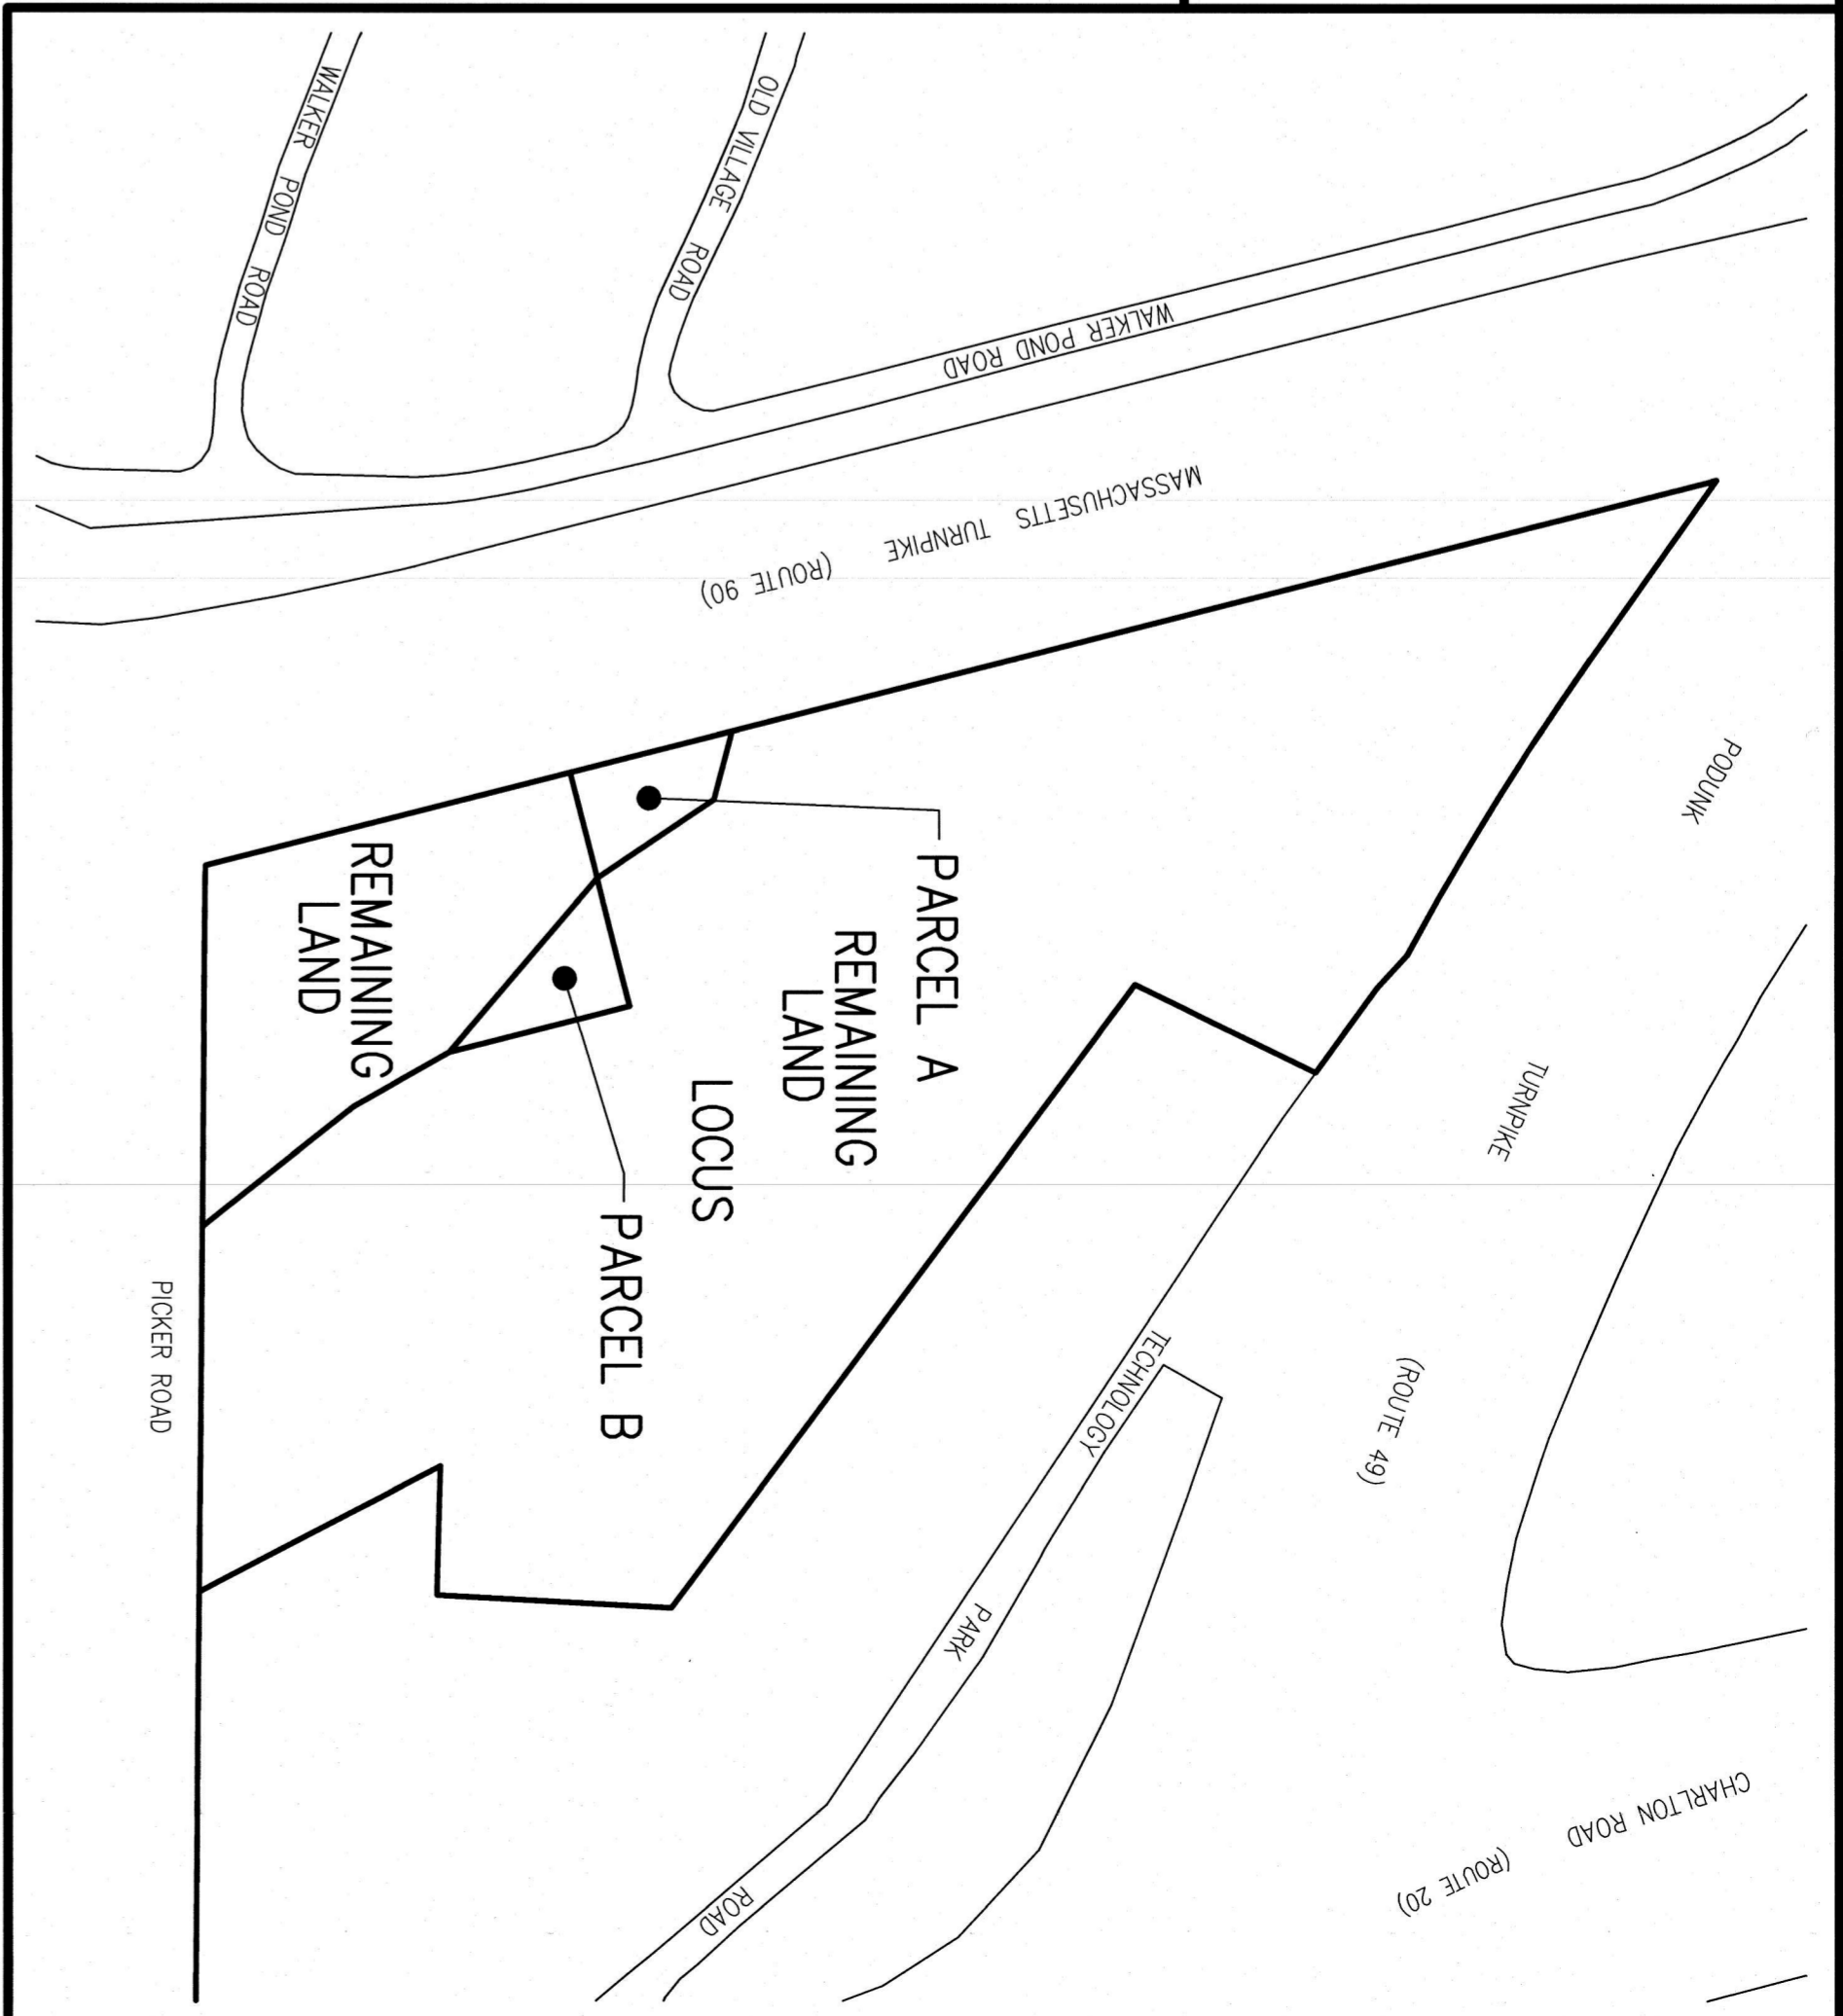 WALKER POND ROAD
OLD VILLAGE ROAD
WALKER POND ROAD
MASSACHUSETTS TURNPIKE (ROUTE 90)
PODUNK TURNPIKE (ROUTE 49)
PARCEL A
REMAINING
LAND
LOCUS
PARCEL B
REMAINING
LAND
PICKER ROAD
TECHNOLOGY PARK ROAD
CHARLTON ROAD (ROUTE 20)